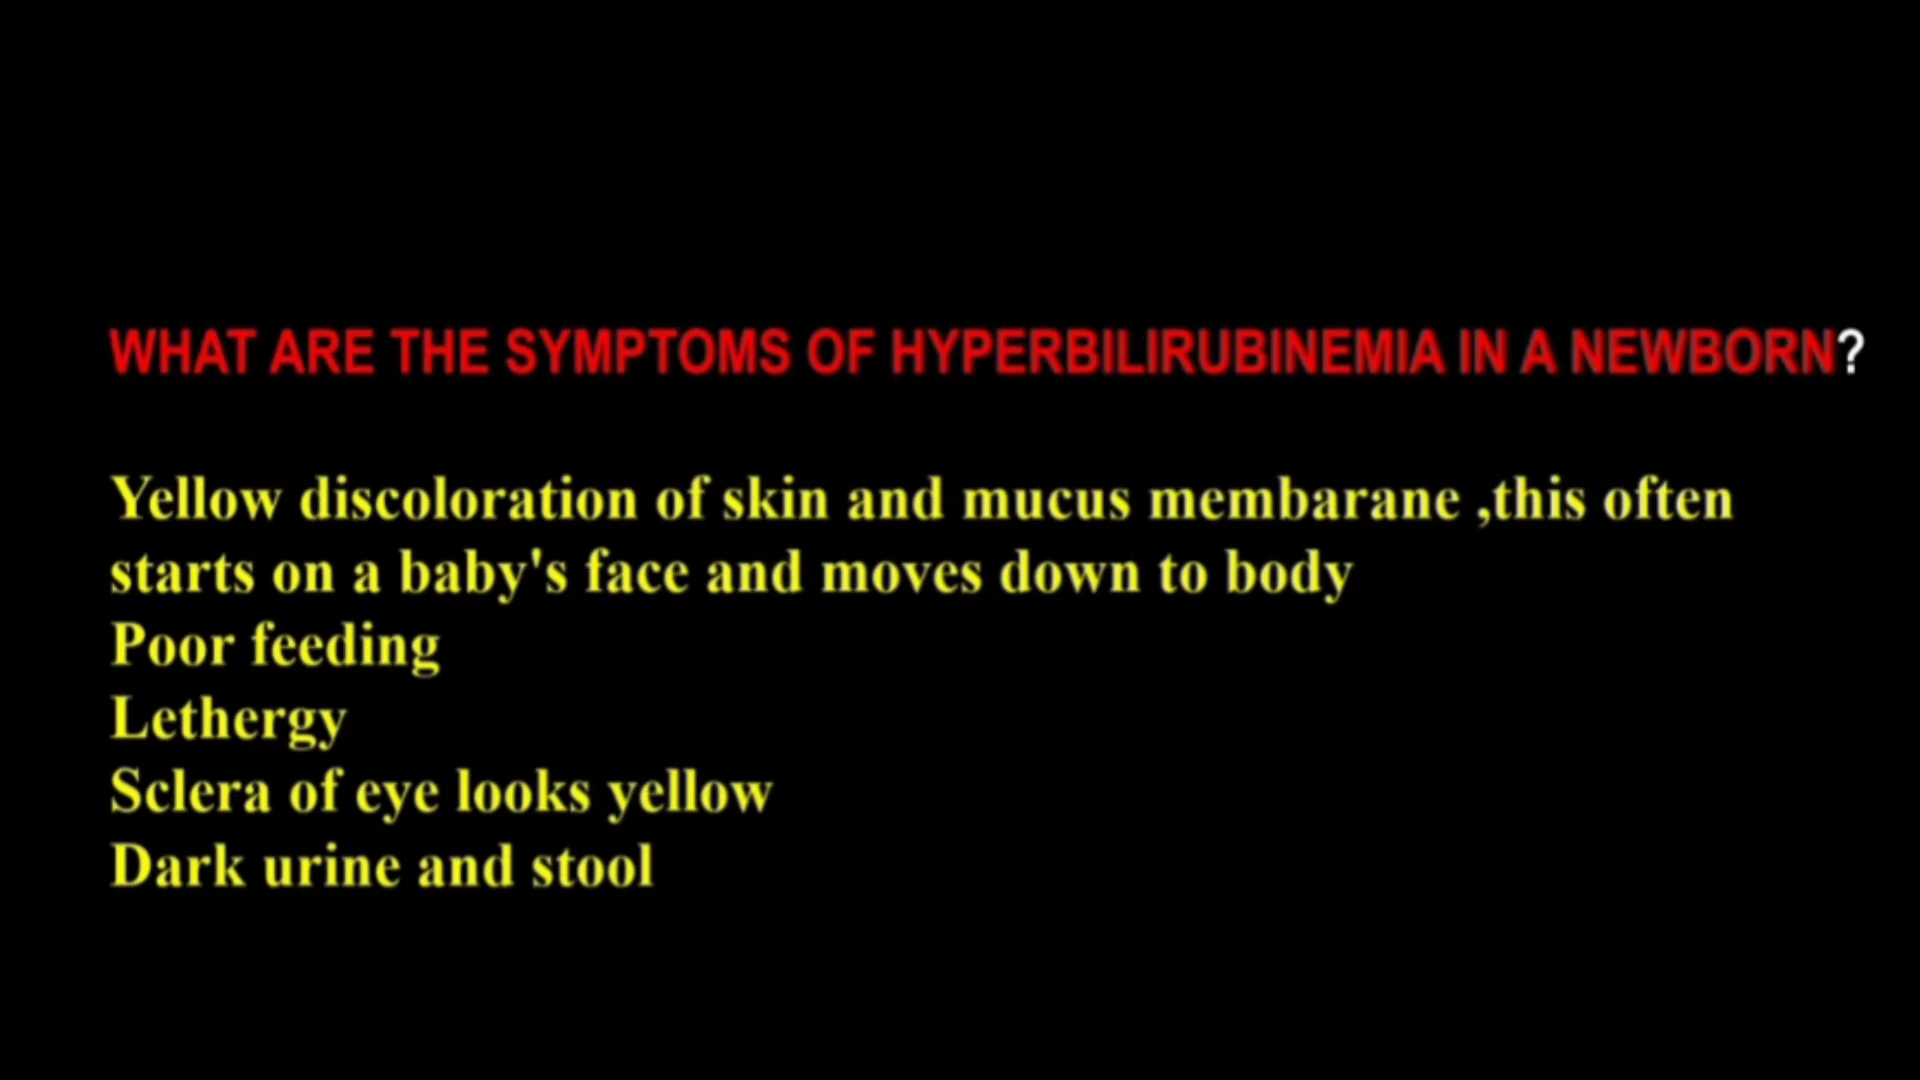 WHAT ARE THE SYMPTOMS OF HYPERBILIRUBINEMIA IN A NEWBORN?
Yellow discoloration of skin and mucus membarane ,this often
starts on a baby's face and moves down to body
Poor feeding
Lethergy
Sclera of eye looks yellow
Dark urine and stool